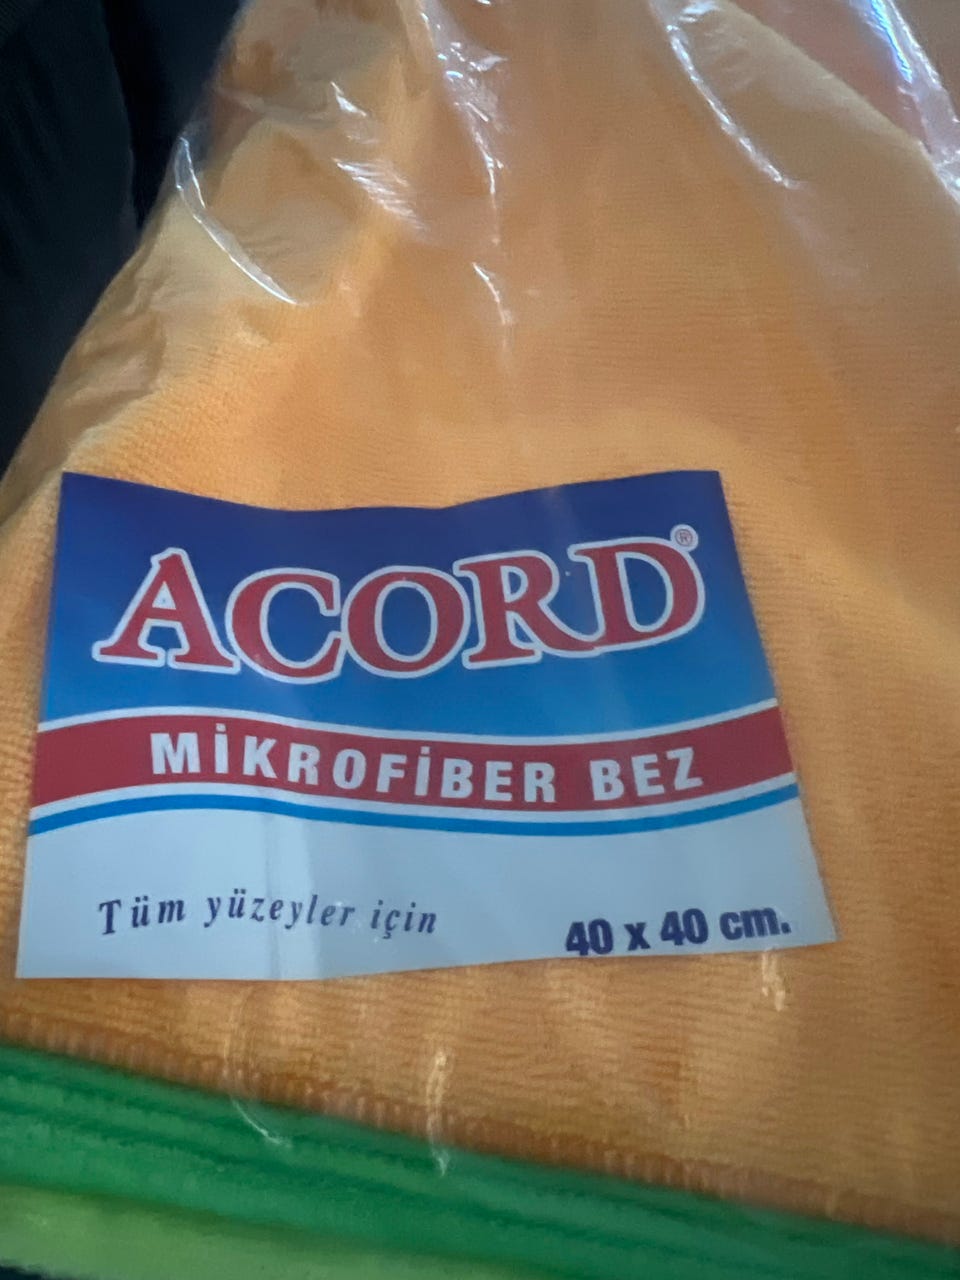 ACORD®
MİKROFİBER BEZ
Tüm yüzeyler için
40 x 40 cm.